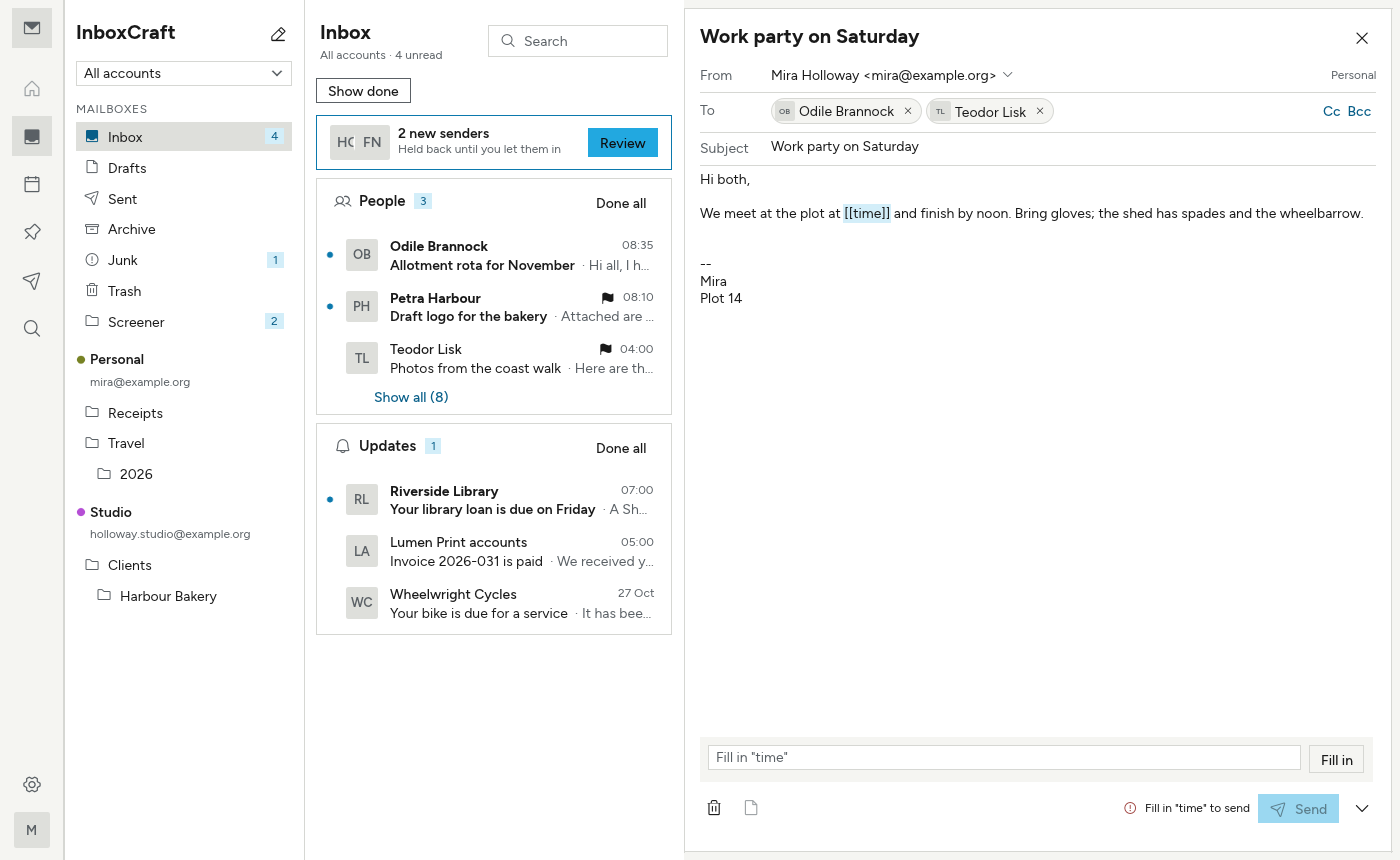 InboxCraft
All accounts
MAILBOXES
Inbox 4
Drafts
Sent
Archive
Junk 1
Trash
Screener 2
Personal
mira@example.org
Receipts
Travel
2026
Studio
holloway.studio@example.org
Clients
Harbour Bakery
M
Inbox
All accounts · 4 unread
Search
Show done
FN
2 new senders
Held back until you let them in
Review
People 3
Done all
OB Odile Brannock 08:35
Allotment rota for November · Hi all, I h…
PH Petra Harbour 08:10
Draft logo for the bakery · Attached are …
TL Teodor Lisk 04:00
Photos from the coast walk · Here are th…
Show all (8)
Updates 1
Done all
RL Riverside Library 07:00
Your library loan is due on Friday · A Sh…
LA Lumen Print accounts 05:00
Invoice 2026-031 is paid · We received y…
WC Wheelwright Cycles 27 Oct
Your bike is due for a service · It has bee…
Work party on Saturday
From Mira Holloway <mira@example.org> Personal
To OB Odile Brannock × TL Teodor Lisk × Cc Bcc
Subject Work party on Saturday
Hi both,
We meet at the plot at [[time]] and finish by noon. Bring gloves; the shed has spades and the wheelbarrow.
--
Mira
Plot 14
Fill in "time"
Fill in
Fill in "time" to send
Send